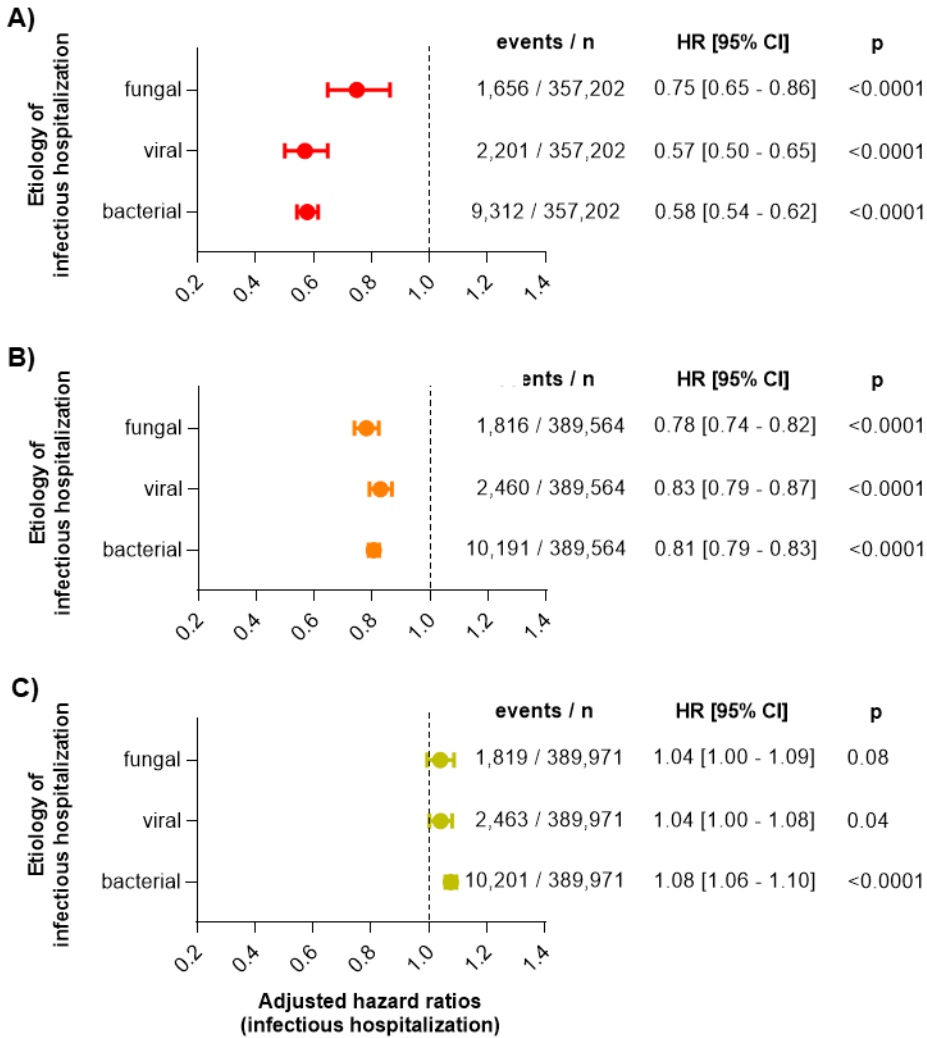 A)
events / n HR [95% CI] p
Etiology of
infectious hospitalization
fungal 1,656 / 357,202 0.75 [0.65 - 0.86] <0.0001
viral 2,201 / 357,202 0.57 [0.50 - 0.65] <0.0001
bacterial 9,312 / 357,202 0.58 [0.54 - 0.62] <0.0001
0.2 0.4 0.6 0.8 1.0 1.2 1.4
B)
ents / n HR [95% CI] p
Etiology of
infectious hospitalization
fungal 1,816 / 389,564 0.78 [0.74 - 0.82] <0.0001
viral 2,460 / 389,564 0.83 [0.79 - 0.87] <0.0001
bacterial 10,191 / 389,564 0.81 [0.79 - 0.83] <0.0001
0.2 0.4 0.6 0.8 1.0 1.2 1.4
C)
events / n HR [95% CI] p
Etiology of
infectious hospitalization
fungal 1,819 / 389,971 1.04 [1.00 - 1.09] 0.08
viral 2,463 / 389,971 1.04 [1.00 - 1.08] 0.04
bacterial 10,201 / 389,971 1.08 [1.06 - 1.10] <0.0001
0.2 0.4 0.6 0.8 1.0 1.2 1.4
Adjusted hazard ratios
(infectious hospitalization)